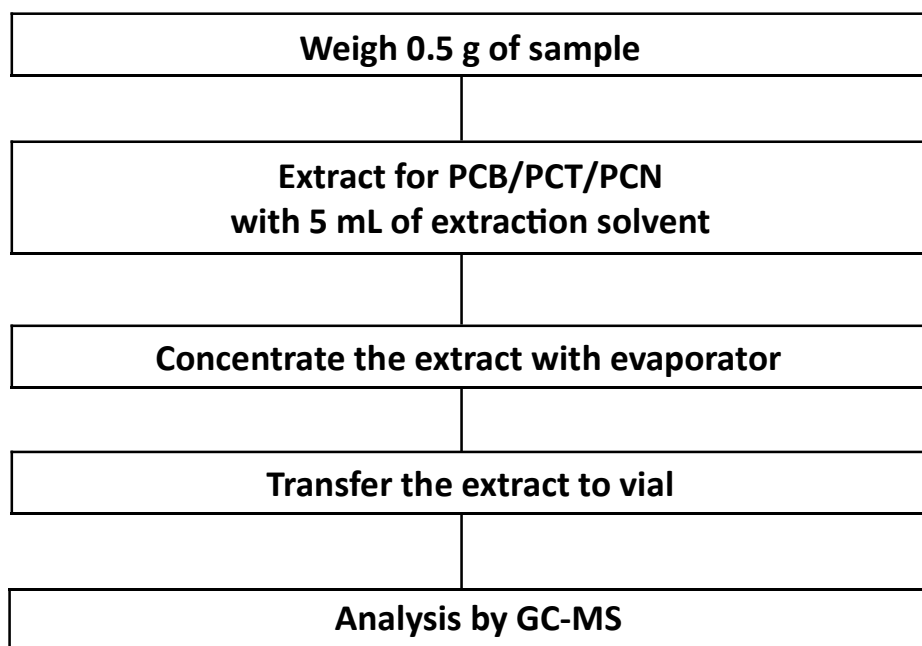 Weigh 0.5 g of sample
Extract for PCB/PCT/PCN
with 5 mL of extraction solvent
Concentrate the extract with evaporator
Transfer the extract to vial
Analysis by GC-MS